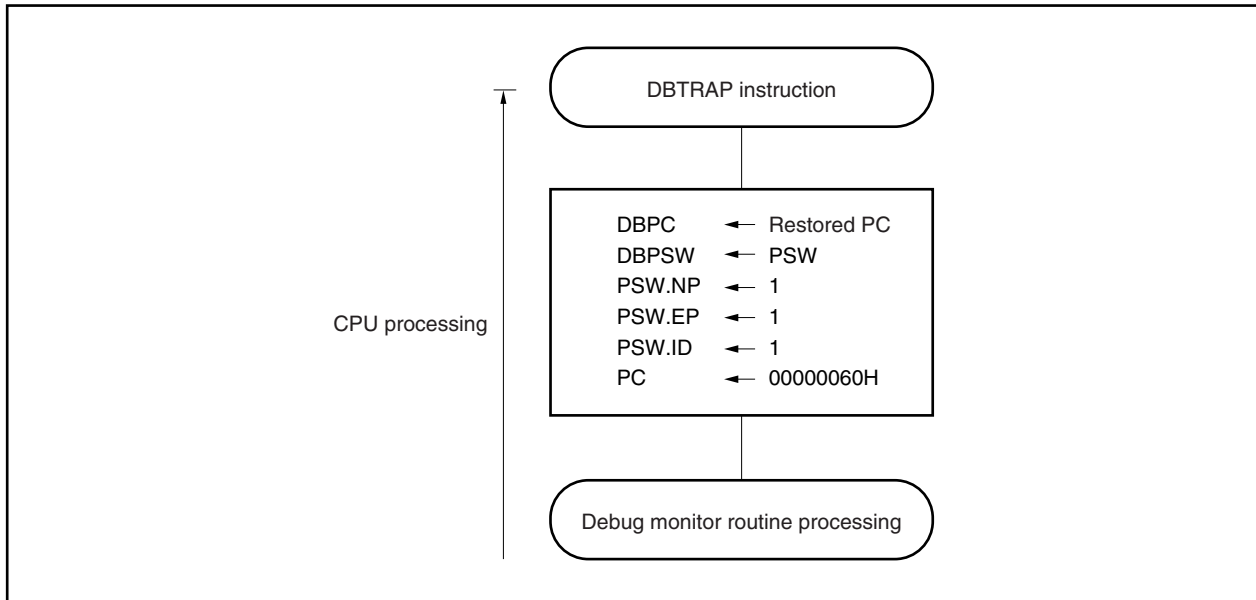 DBTRAP instruction
CPU processing
DBPC ← Restored PC
DBPSW ← PSW
PSW.NP ← 1
PSW.EP ← 1
PSW.ID ← 1
PC ← 00000060H
Debug monitor routine processing